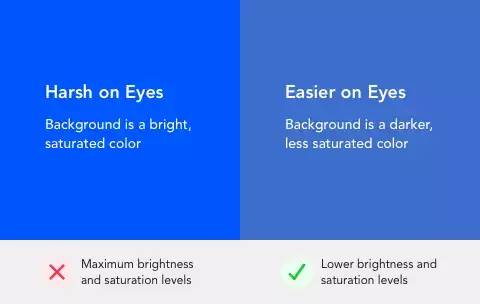 Harsh on Eyes
Background is a bright,
saturated color
Easier on Eyes
Background is a darker,
less saturated color
Maximum brightness
and saturation levels
Lower brightness and
saturation levels